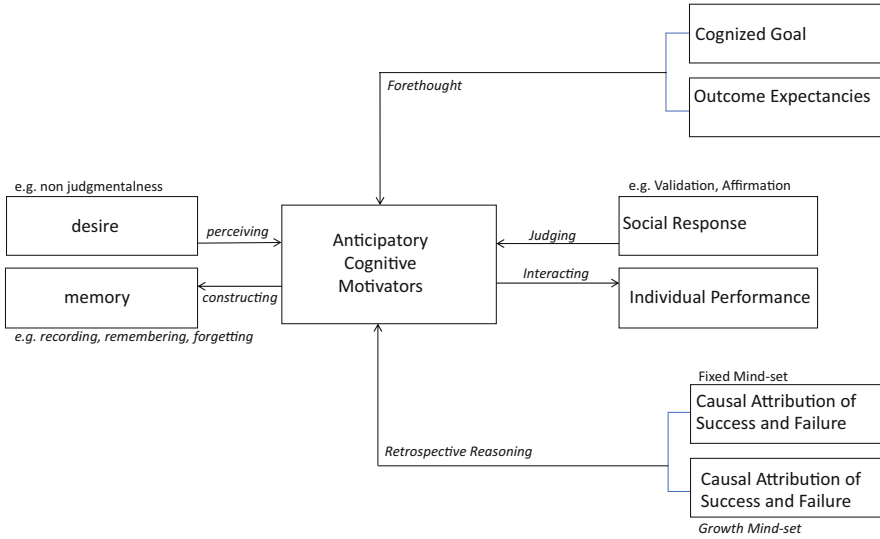 Cognized Goal
Forethought
Outcome Expectancies
e.g. non judgmentalness
desire
perceiving
Anticipatory
Cognitive
Motivators
e.g. Validation, Affirmation
Social Response
Judging
memory
constructing
Interacting
Individual Performance
e.g. recording, remembering, forgetting
Fixed Mind-set
Causal Attribution of
Success and Failure
Retrospective Reasoning
Causal Attribution of
Success and Failure
Growth Mind-set